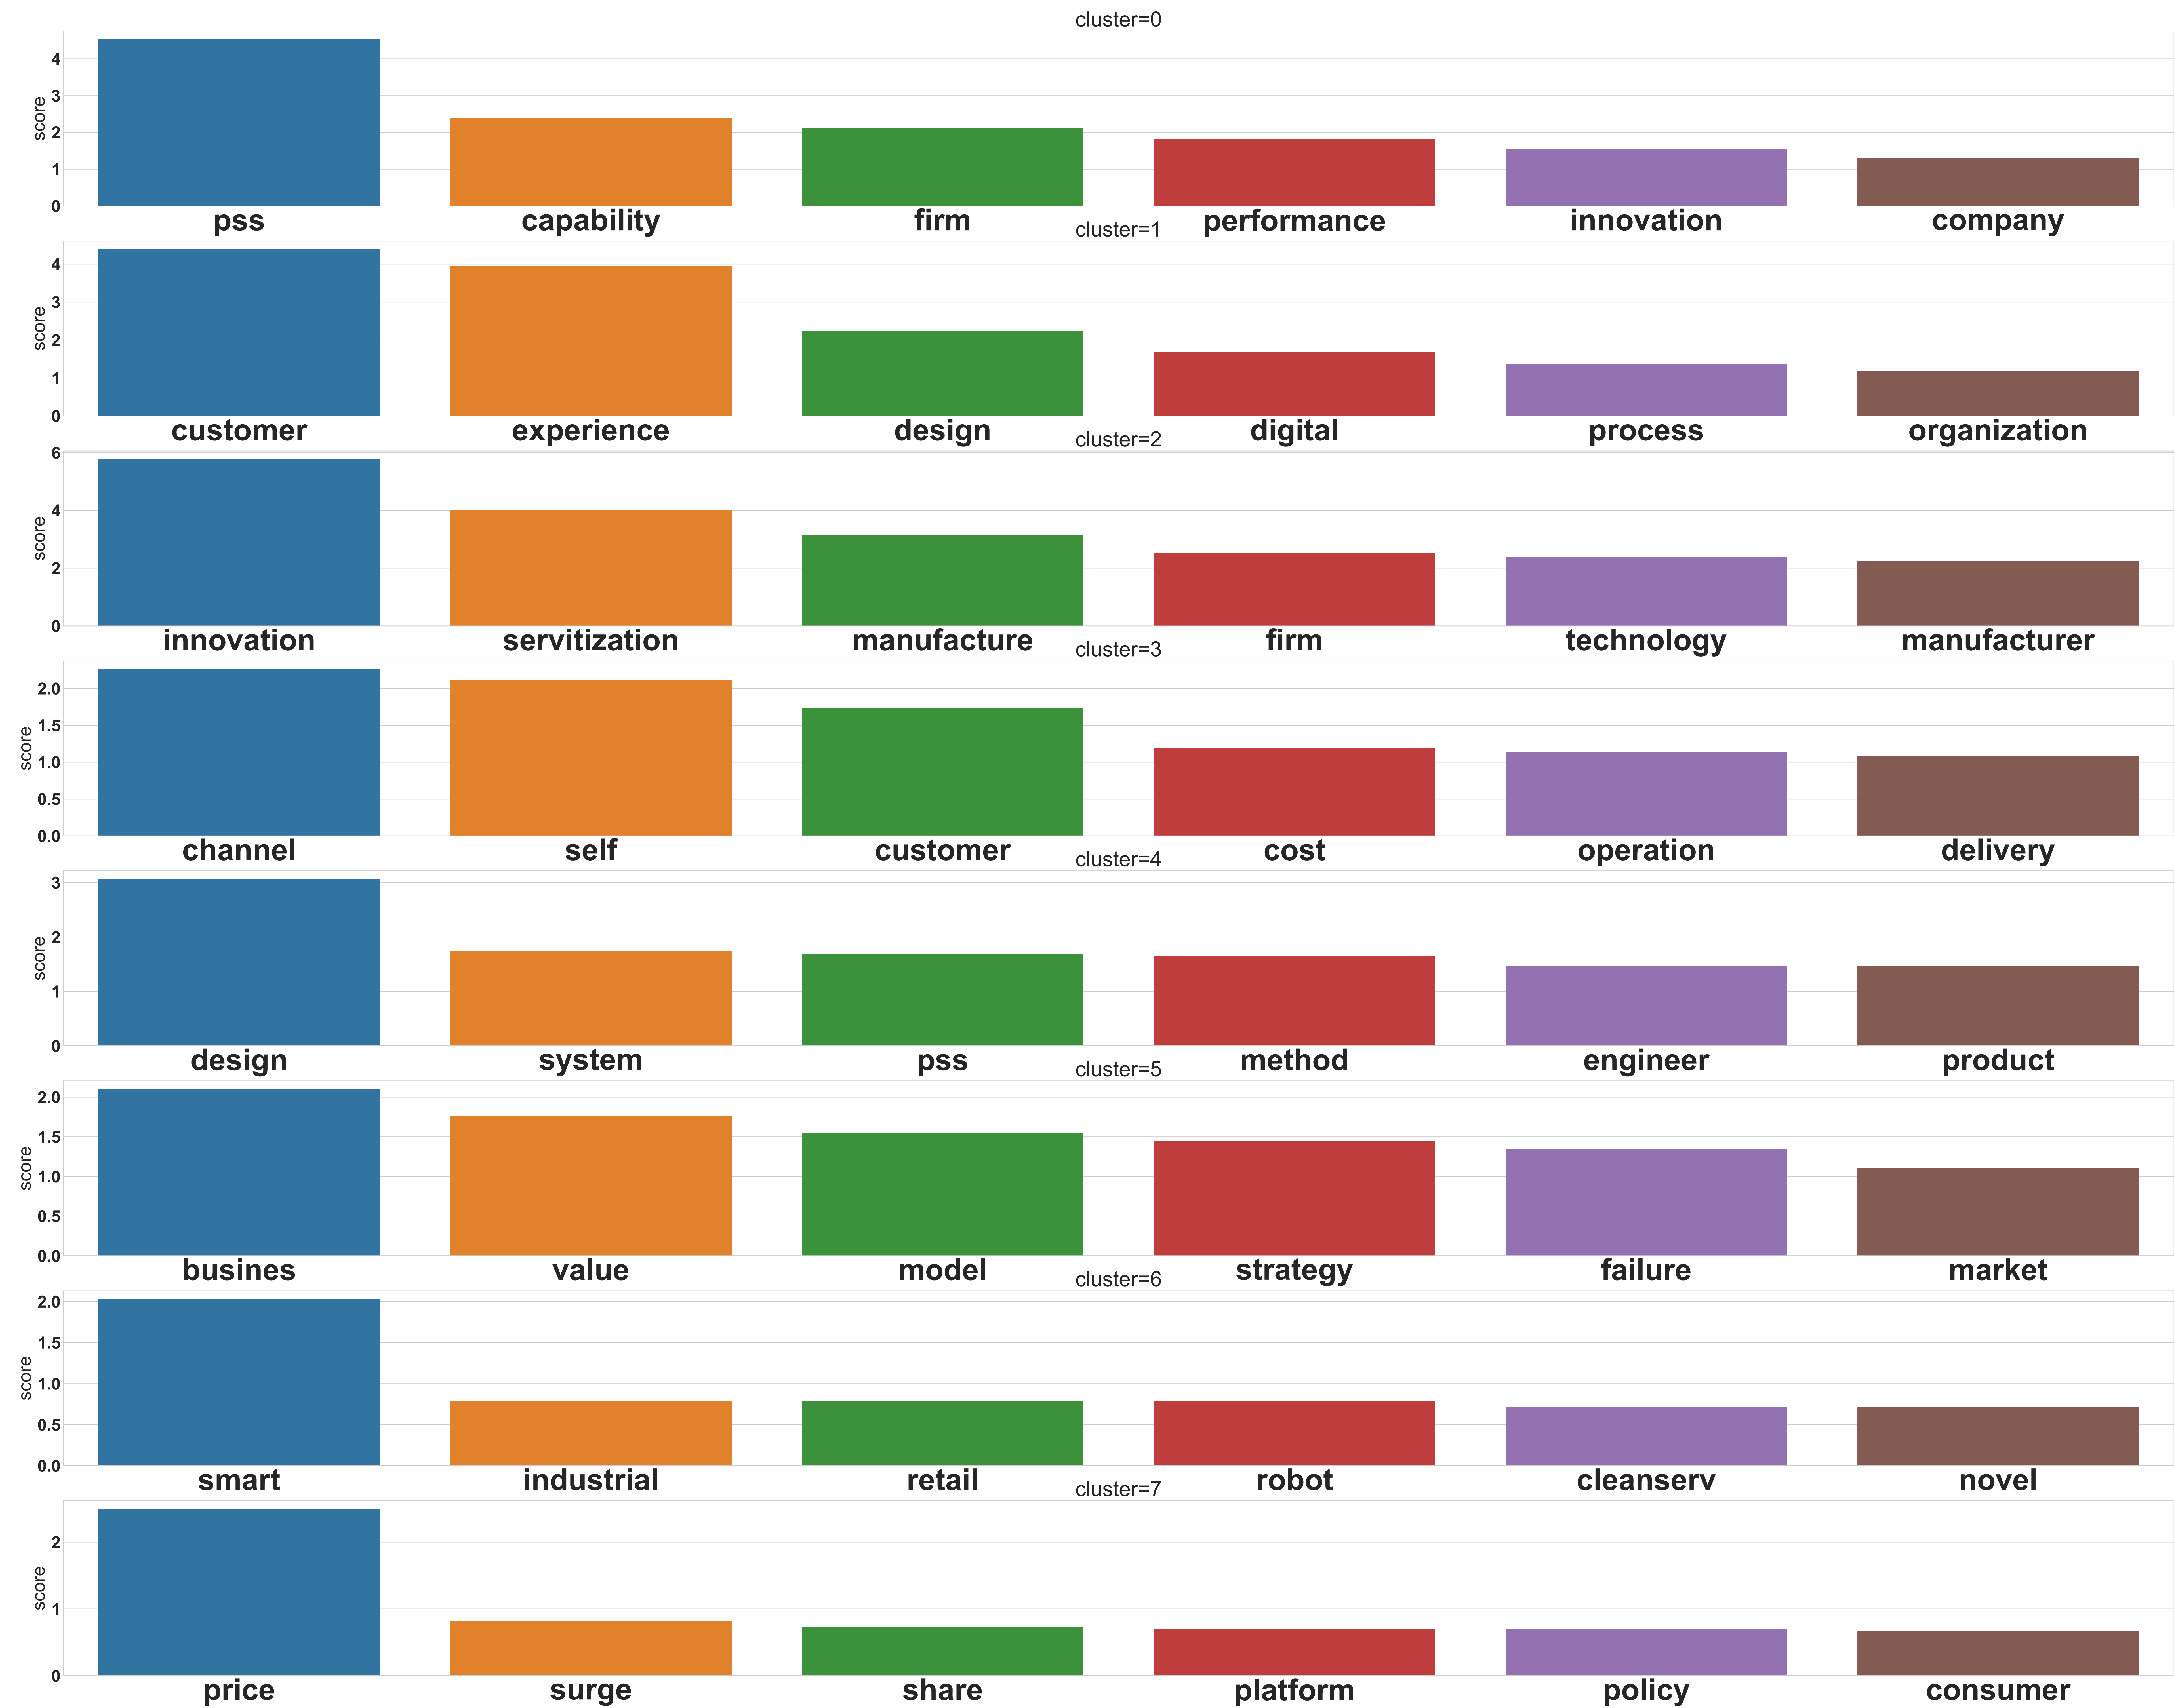 cluster=0
4
3
2
1
0
score
pss capability firm performance innovation company
cluster=1
4
3
2
1
0
score
customer experience design digital process organization
cluster=2
6
4
2
0
score
innovation servitization manufacture firm technology manufacturer
cluster=3
2.0
1.5
1.0
0.5
0.0
score
channel self customer cost operation delivery
cluster=4
3
2
1
0
score
design system pss method engineer product
cluster=5
2.0
1.5
1.0
0.5
0.0
score
busines value model strategy failure market
cluster=6
2.0
1.5
1.0
0.5
0.0
score
smart industrial retail robot cleanserv novel
cluster=7
2
1
0
score
price surge share platform policy consumer